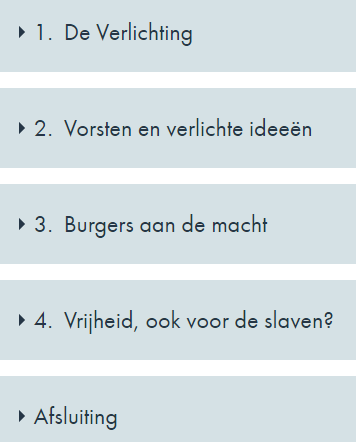 1. De Verlichting
2. Vorsten en verlichte ideeën
3. Burgers aan de macht
4. Vrijheid, ook voor de slaven?
Afsluiting